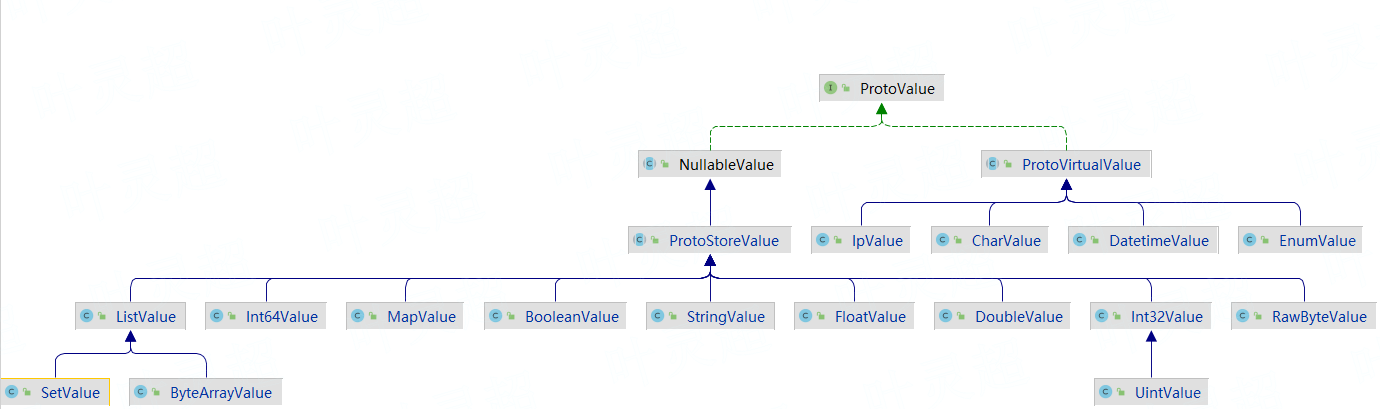 I ProtoValue
C NullableValue
C ProtoVirtualValue
C ProtoStoreValue
C IpValue
C CharValue
C DatetimeValue
C EnumValue
C ListValue
C Int64Value
C MapValue
C BooleanValue
C StringValue
C FloatValue
C DoubleValue
C Int32Value
C RawByteValue
C SetValue
C ByteArrayValue
C UintValue